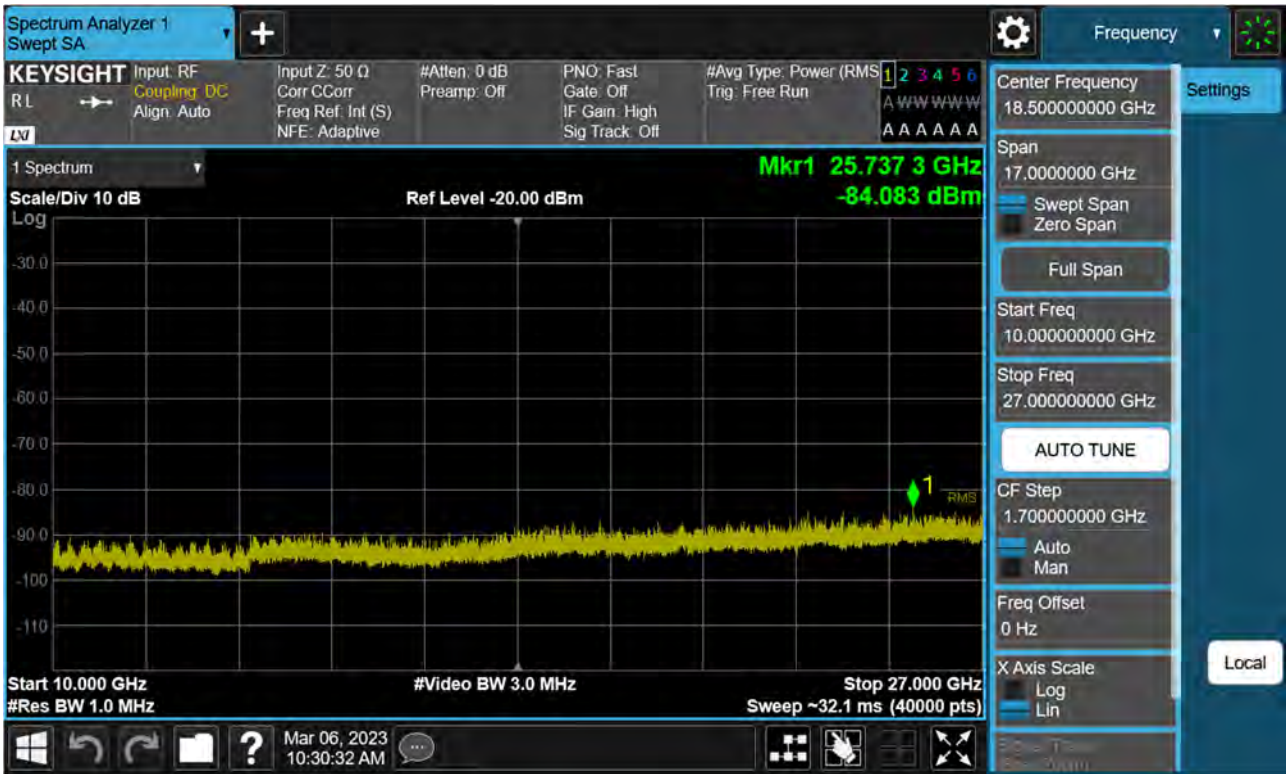 Spectrum Analyzer 1
Swept SA
+
Frequency
KEYSIGHT
R L
LXI
Input: RF
Coupling: DC
Align: Auto
Input Z: 50 Ω
Corr CCorr
Freq Ref: Int (S)
NFE: Adaptive
#Atten: 0 dB
Preamp: Off
PNO: Fast
Gate: Off
IF Gain: High
Sig Track: Off
#Avg Type: Power (RMS
Trig: Free Run
1 2 3 4 5 6
A W W W W W
A A A A A A
1 Spectrum
Scale/Div 10 dB
Ref Level -20.00 dBm
Mkr1 25.737 3 GHz
-84.083 dBm
Log
-30.0
-40.0
-50.0
-60.0
-70.0
-80.0
-90.0
-100
-110
1
RMS
Start 10.000 GHz
#Res BW 1.0 MHz
#Video BW 3.0 MHz
Stop 27.000 GHz
Sweep ~32.1 ms (40000 pts)
Center Frequency
18.500000000 GHz
Span
17.0000000 GHz
Swept Span
Zero Span
Full Span
Start Freq
10.000000000 GHz
Stop Freq
27.000000000 GHz
AUTO TUNE
CF Step
1.700000000 GHz
Auto
Man
Freq Offset
0 Hz
X Axis Scale
Log
Lin
Settings
Local
?
Mar 06, 2023
10:30:32 AM